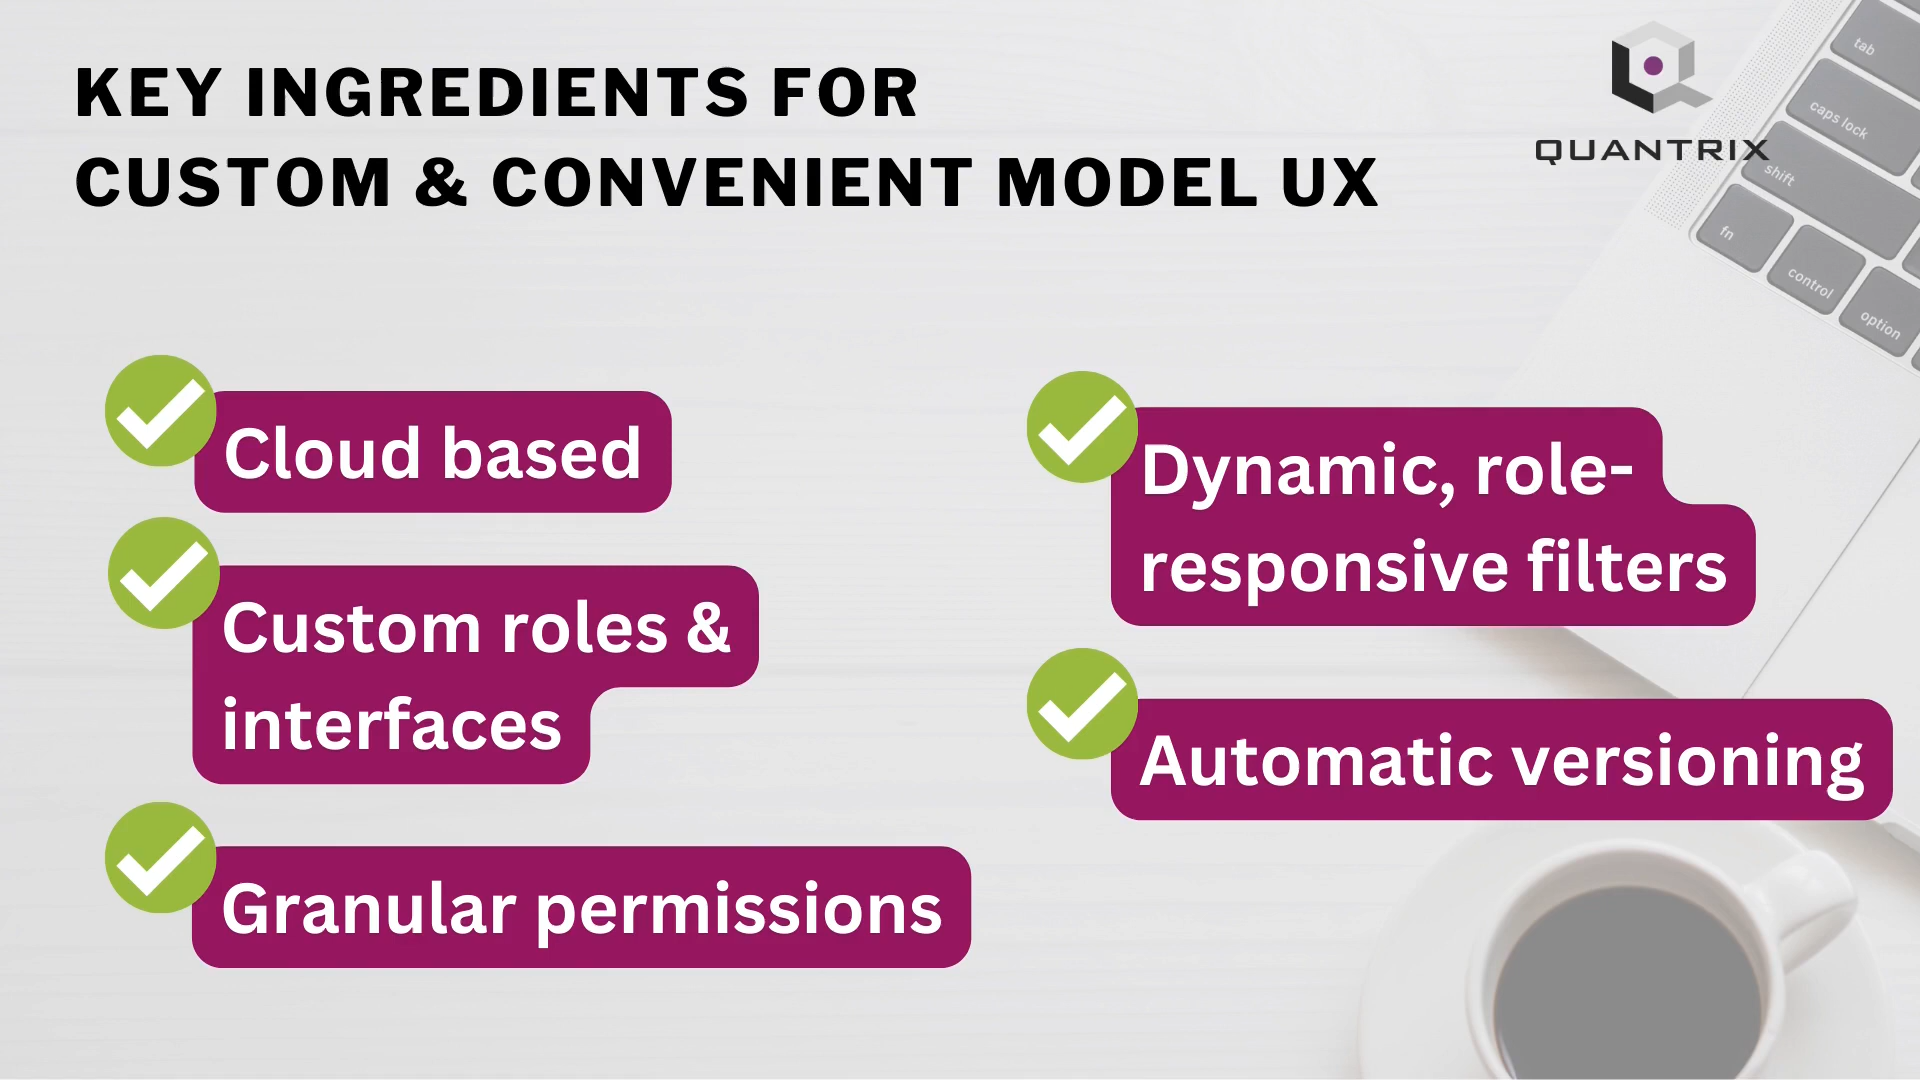 KEY INGREDIENTS FOR
CUSTOM & CONVENIENT MODEL UX
QUANTRIX
Cloud based
Custom roles &
interfaces
Granular permissions
Dynamic, role-
responsive filters
Automatic versioning
tab
caps lock
shift
fn
control
option